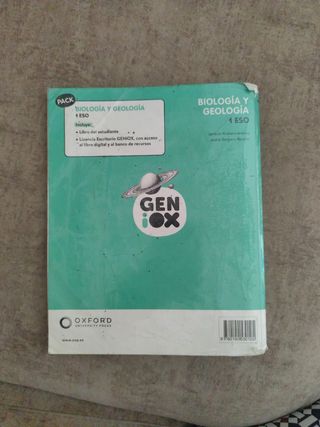 PACK
BIOLOGÍA Y GEOLOGÍA
4 ESO
Incluye:
• Libro del estudiante
• Licencia Escritorio GENiOX, con acceso
al libro digital y al banco de recursos
BIOLOGÍA Y
GEOLOGÍA
4 ESO
GEN
iOX
OXFORD
UNIVERSITY PRESS
www.oup.es